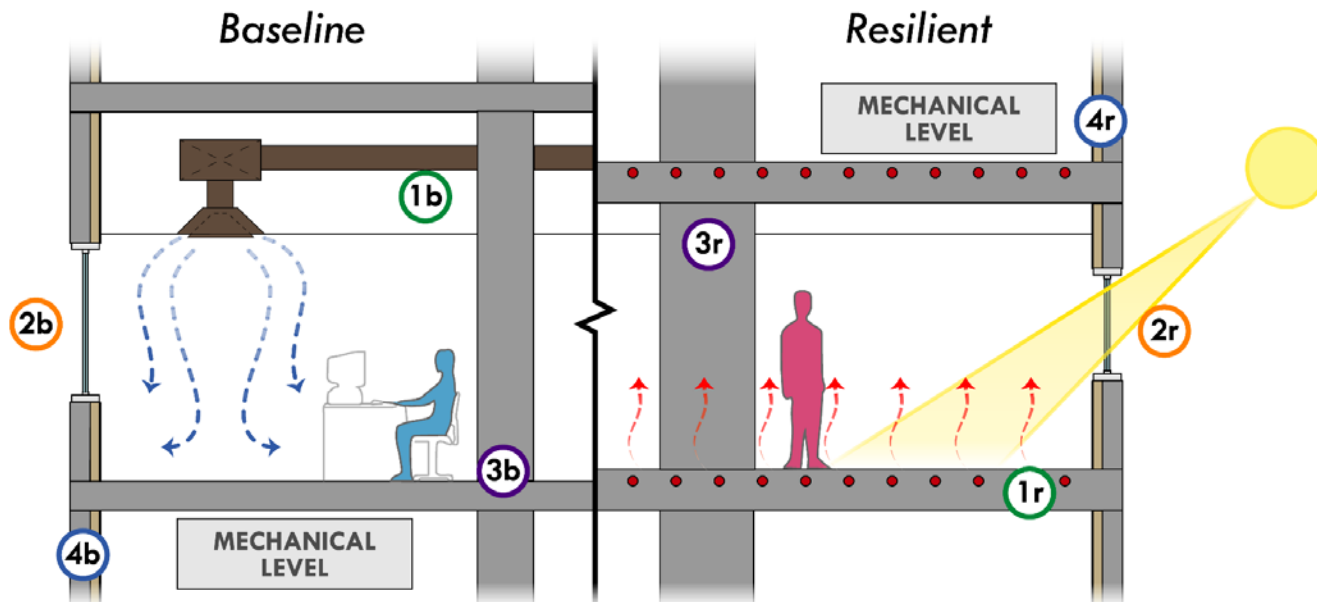 Baseline
Resilient
MECHANICAL
LEVEL
4r
1b
3r
2b
2r
3b
1r
4b
MECHANICAL
LEVEL